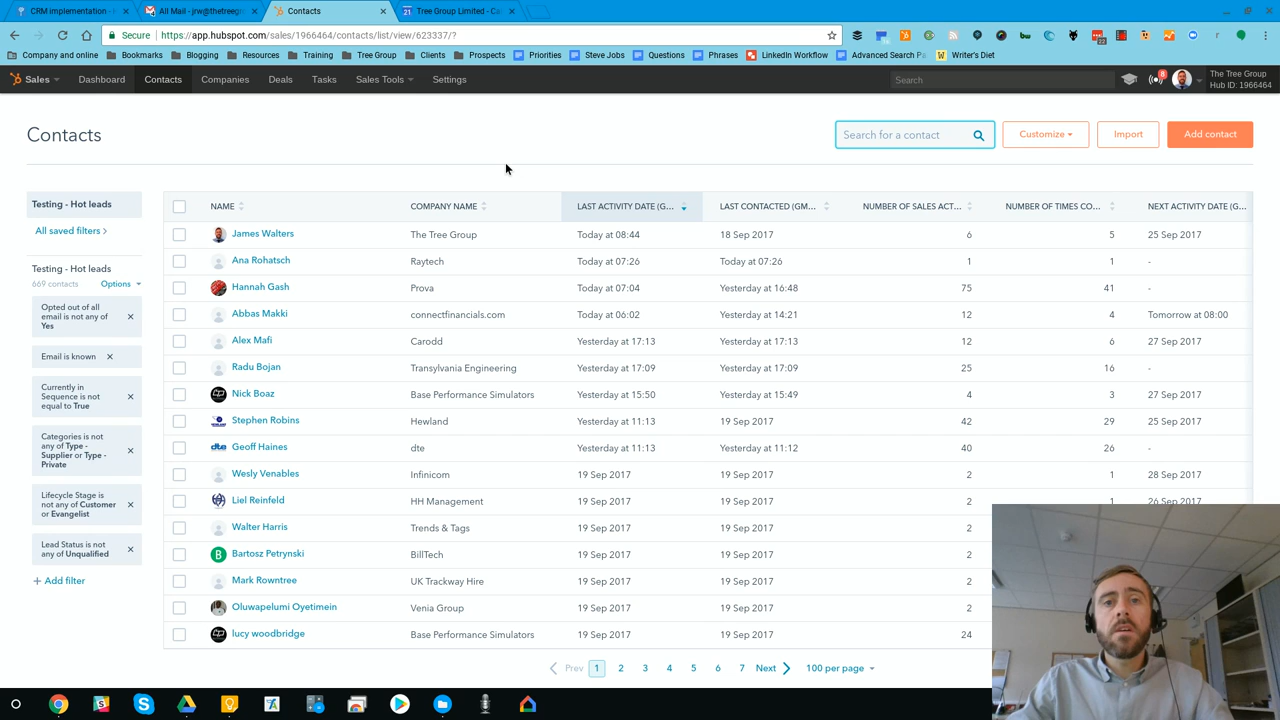 CRM implementation - H
All Mail - jrw@thetreegr
Contacts
Tree Group Limited - Ca
Secure
https://app.hubspot.com/sales/1966464/contacts/list/view/623337/?
Company and online
Bookmarks
Blogging
Resources
Training
Tree Group
Clients
Prospects
Priorities
Steve Jobs
Questions
Phrases
LinkedIn Workflow
Advanced Search Pa
Writer's Diet
Sales
Dashboard
Contacts
Companies
Deals
Tasks
Sales Tools
Settings
Search
8
The Tree Group
Hub ID: 1966464
Contacts
Search for a contact
Customize
Import
Add contact
Testing - Hot leads
All saved filters
Testing - Hot leads
669 contacts
Options
Opted out of all
email is not any of
Yes
Email is known
Currently in
Sequence is not
equal to True
Categories is not
any of Type -
Supplier or Type -
Private
Lifecycle Stage is
not any of Customer
or Evangelist
Lead Status is not
any of Unqualified
+ Add filter
NAME COMPANY NAME LAST ACTIVITY DATE (G... LAST CONTACTED (GM... NUMBER OF SALES ACT... NUMBER OF TIMES CO... NEXT ACTIVITY DATE (G...
James Walters The Tree Group Today at 08:44 18 Sep 2017 6 5 25 Sep 2017
Ana Rohatsch Raytech Today at 07:26 Today at 07:26 1 1 -
Hannah Gash Prova Today at 07:04 Yesterday at 16:48 75 41 -
Abbas Makki connectfinancials.com Today at 06:02 Yesterday at 14:21 12 4 Tomorrow at 08:00
Alex Mafi Carodd Yesterday at 17:13 Yesterday at 17:13 12 6 27 Sep 2017
Radu Bojan Transylvania Engineering Yesterday at 17:09 Yesterday at 17:09 25 16 -
Nick Boaz Base Performance Simulators Yesterday at 15:50 Yesterday at 15:49 4 3 27 Sep 2017
Stephen Robins Hewland Yesterday at 11:13 19 Sep 2017 42 29 25 Sep 2017
Geoff Haines dte Yesterday at 11:13 Yesterday at 11:12 40 26 -
Wesly Venables Infinicom 19 Sep 2017 19 Sep 2017 2 1 28 Sep 2017
Liel Reinfeld HH Management 19 Sep 2017 19 Sep 2017 2 1 26 Sep 2017
Walter Harris Trends & Tags 19 Sep 2017 19 Sep 2017 2
Bartosz Petrynski BillTech 19 Sep 2017 19 Sep 2017 2
Mark Rowntree UK Trackway Hire 19 Sep 2017 19 Sep 2017 2
Oluwapelumi Oyetimein Venia Group 19 Sep 2017 19 Sep 2017 2
lucy woodbridge Base Performance Simulators 19 Sep 2017 19 Sep 2017 24
Prev 1 2 3 4 5 6 7 Next 100 per page